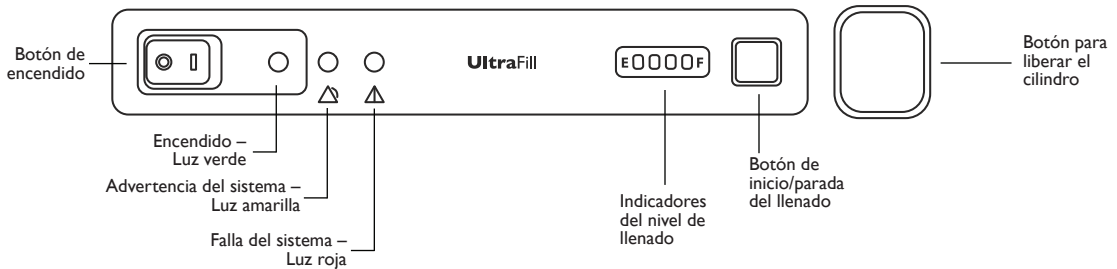 Botón de
encendido
UltraFill
E F
Botón para
liberar el
cilindro
Encendido –
Luz verde
Advertencia del sistema –
Luz amarilla
Falla del sistema –
Luz roja
Indicadores
del nivel de
llenado
Botón de
inicio/parada
del llenado